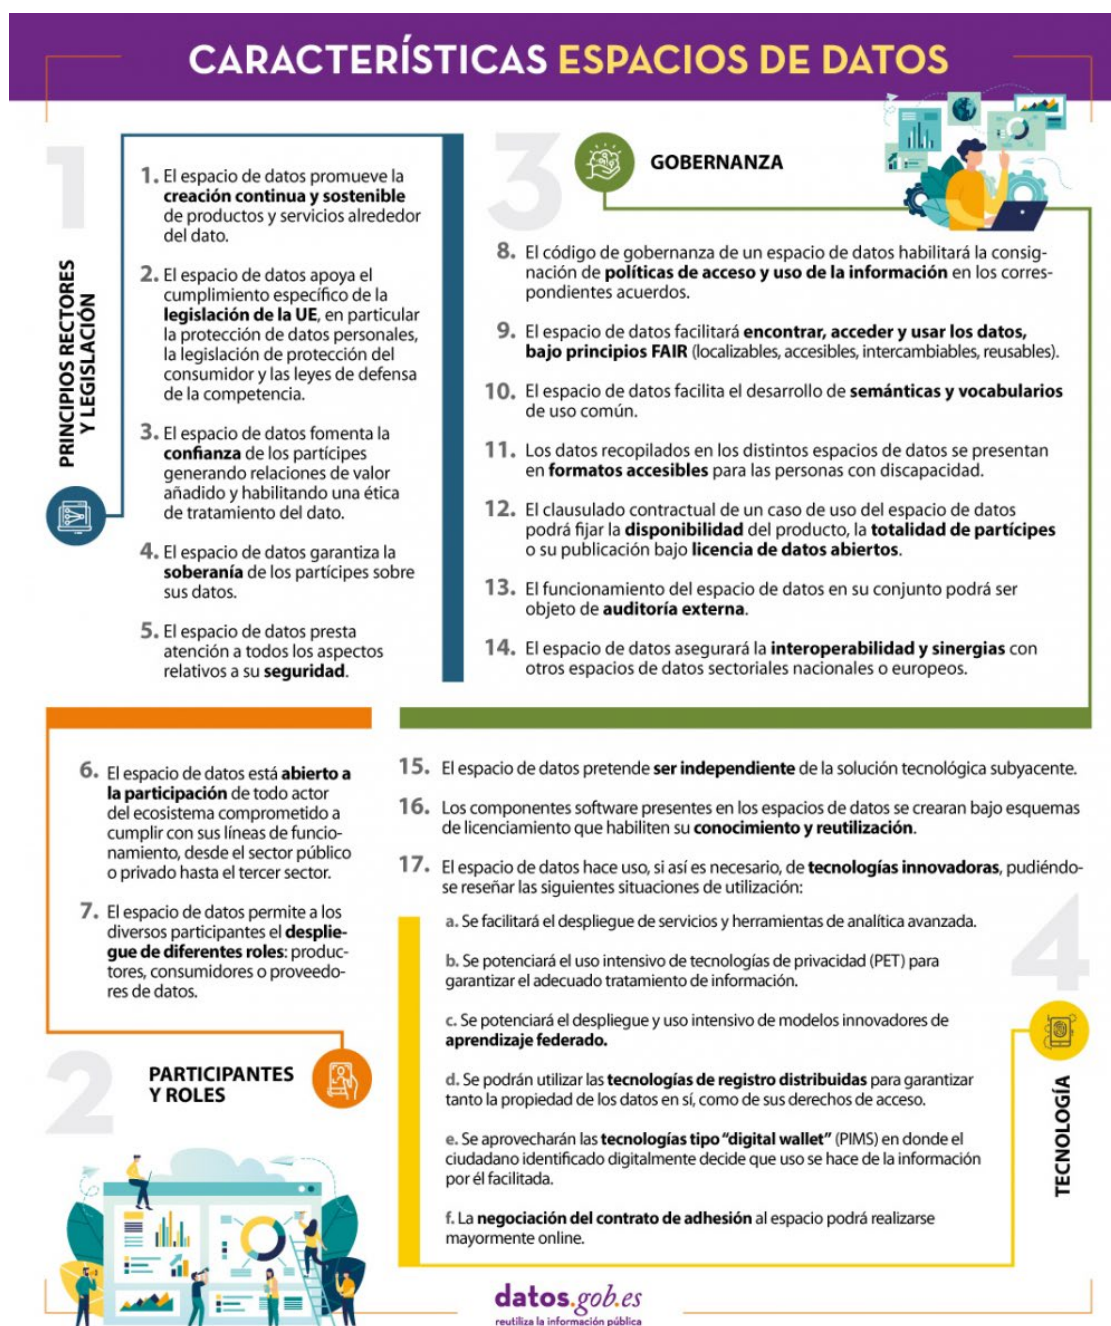 CARACTERÍSTICAS ESPACIOS DE DATOS
1
PRINCIPIOS RECTORES
Y LEGISLACIÓN
1. El espacio de datos promueve la
creación continua y sostenible
de productos y servicios alrededor
del dato.
2. El espacio de datos apoya el
cumplimiento específico de la
legislación de la UE, en particular
la protección de datos personales,
la legislación de protección del
consumidor y las leyes de defensa
de la competencia.
3. El espacio de datos fomenta la
confianza de los partícipes
generando relaciones de valor
añadido y habilitando una ética
de tratamiento del dato.
4. El espacio de datos garantiza la
soberanía de los partícipes sobre
sus datos.
5. El espacio de datos presta
atención a todos los aspectos
relativos a su seguridad.
2
PARTICIPANTES
Y ROLES
6. El espacio de datos está abierto a
la participación de todo actor
del ecosistema comprometido a
cumplir con sus líneas de funcio-
namiento, desde el sector público
o privado hasta el tercer sector.
7. El espacio de datos permite a los
diversos participantes el desplie-
gue de diferentes roles: produc-
tores, consumidores o proveedo-
res de datos.
3
GOBERNANZA
8. El código de gobernanza de un espacio de datos habilitará la consig-
nación de políticas de acceso y uso de la información en los corres-
pondientes acuerdos.
9. El espacio de datos facilitará encontrar, acceder y usar los datos,
bajo principios FAIR (localizables, accesibles, intercambiables, reusables).
10. El espacio de datos facilita el desarrollo de semánticas y vocabularios
de uso común.
11. Los datos recopilados en los distintos espacios de datos se presentan
en formatos accesibles para las personas con discapacidad.
12. El clausulado contractual de un caso de uso del espacio de datos
podrá fijar la disponibilidad del producto, la totalidad de partícipes
o su publicación bajo licencia de datos abiertos.
13. El funcionamiento del espacio de datos en su conjunto podrá ser
objeto de auditoría externa.
14. El espacio de datos asegurará la interoperabilidad y sinergias con
otros espacios de datos sectoriales nacionales o europeos.
4
TECNOLOGÍA
15. El espacio de datos pretende ser independiente de la solución tecnológica subyacente.
16. Los componentes software presentes en los espacios de datos se crearan bajo esquemas
de licenciamiento que habiliten su conocimiento y reutilización.
17. El espacio de datos hace uso, si así es necesario, de tecnologías innovadoras, pudiéndo-
se reseñar las siguientes situaciones de utilización:
a. Se facilitará el despliegue de servicios y herramientas de analítica avanzada.
b. Se potenciará el uso intensivo de tecnologías de privacidad (PET) para
garantizar el adecuado tratamiento de información.
c. Se potenciará el despliegue y uso intensivo de modelos innovadores de
aprendizaje federado.
d. Se podrán utilizar las tecnologías de registro distribuidas para garantizar
tanto la propiedad de los datos en sí, como de sus derechos de acceso.
e. Se aprovecharán las tecnologías tipo "digital wallet" (PIMS) en donde el
ciudadano identificado digitalmente decide que uso se hace de la información
por él facilitada.
f. La negociación del contrato de adhesión al espacio podrá realizarse
mayormente online.
datos.gob.es
reutiliza la información pública